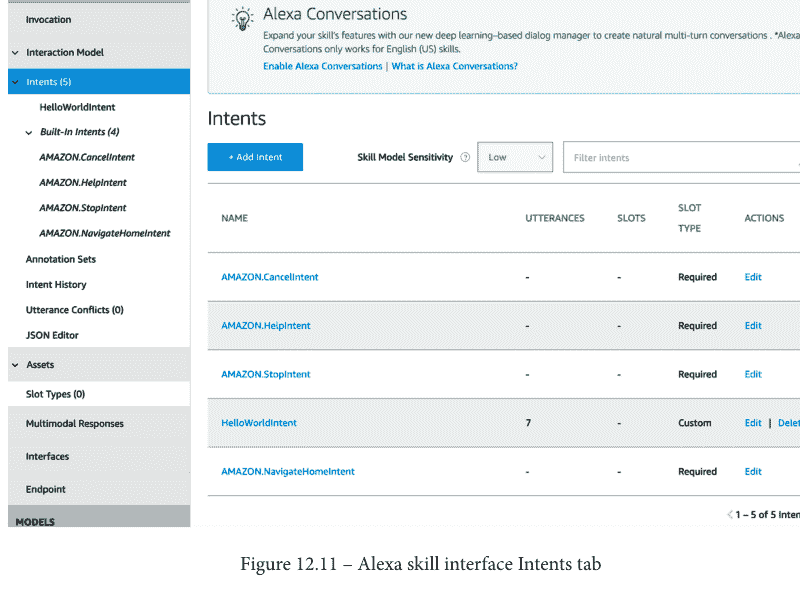 Invocation
Interaction Model
Intents (5)
HelloWorldIntent
Built-In Intents (4)
AMAZON.CancelIntent
AMAZON.HelpIntent
AMAZON.StopIntent
AMAZON.NavigateHomeIntent
Annotation Sets
Intent History
Utterance Conflicts (0)
JSON Editor
Assets
Slot Types (0)
Multimodal Responses
Interfaces
Endpoint
MODELS
Alexa Conversations
Expand your skill's features with our new deep learning–based dialog manager to create natural multi-turn conversations . *Alexa
Conversations only works for English (US) skills.
Enable Alexa Conversations | What is Alexa Conversations?
Intents
+ Add Intent Skill Model Sensitivity ? Low Filter intents
NAME UTTERANCES SLOTS SLOT TYPE ACTIONS
AMAZON.CancelIntent - - Required Edit
AMAZON.HelpIntent - - Required Edit
AMAZON.StopIntent - - Required Edit
HelloWorldIntent 7 - Custom Edit | Delet
AMAZON.NavigateHomeIntent - - Required Edit
< 1 – 5 of 5 Inten
Figure 12.11 – Alexa skill interface Intents tab